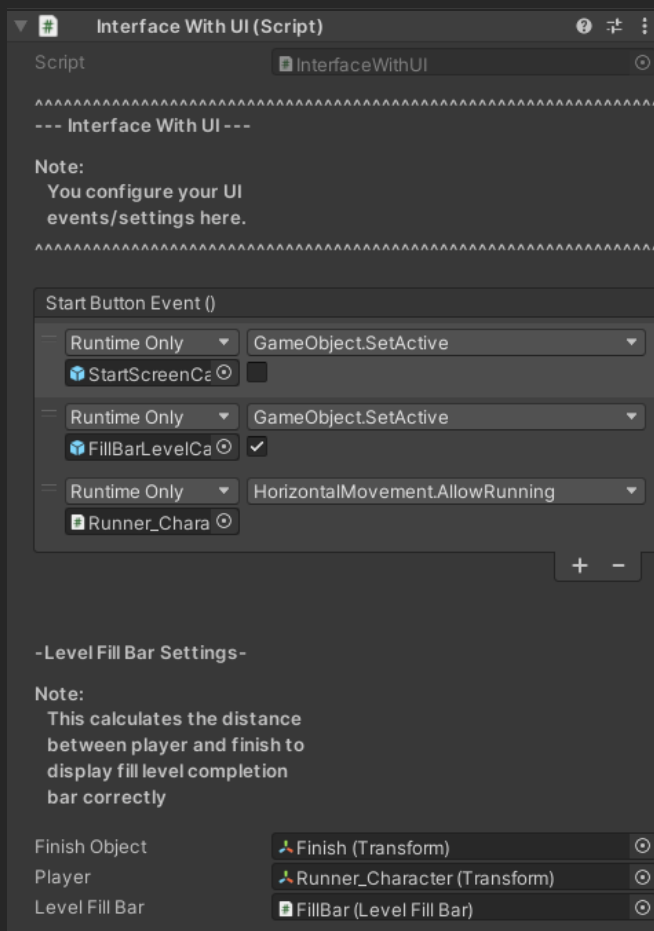 Interface With UI (Script)
Script InterfaceWithUI
^^^^^^^^^^^^^^^^^^^^^^^^^^^^^^^^^^^^^^^^^^^^^^^^^^^^^^^^^^^^^^^^
--- Interface With UI ---
Note:
You configure your UI
events/settings here.
^^^^^^^^^^^^^^^^^^^^^^^^^^^^^^^^^^^^^^^^^^^^^^^^^^^^^^^^^^^^^^^^
Start Button Event ()
Runtime Only GameObject.SetActive
StartScreenCa
Runtime Only GameObject.SetActive
FillBarLevelCa
Runtime Only HorizontalMovement.AllowRunning
Runner_Chara
+ −
-Level Fill Bar Settings-
Note:
This calculates the distance
between player and finish to
display fill level completion
bar correctly
Finish Object Finish (Transform)
Player Runner_Character (Transform)
Level Fill Bar FillBar (Level Fill Bar)